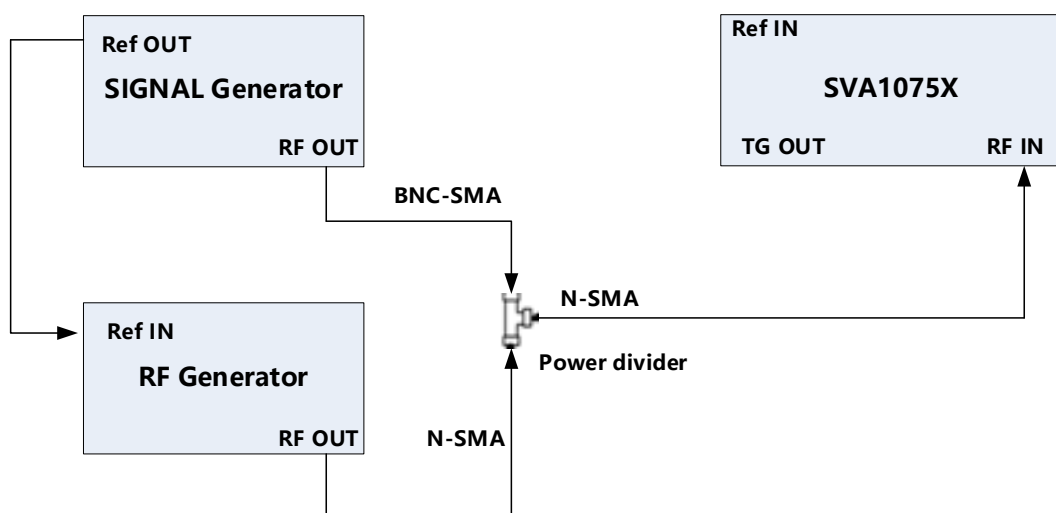 Ref OUT
SIGNAL Generator
RF OUT
Ref IN
SVA1075X
TG OUT
RF IN
BNC-SMA
N-SMA
Power divider
Ref IN
RF Generator
RF OUT
N-SMA